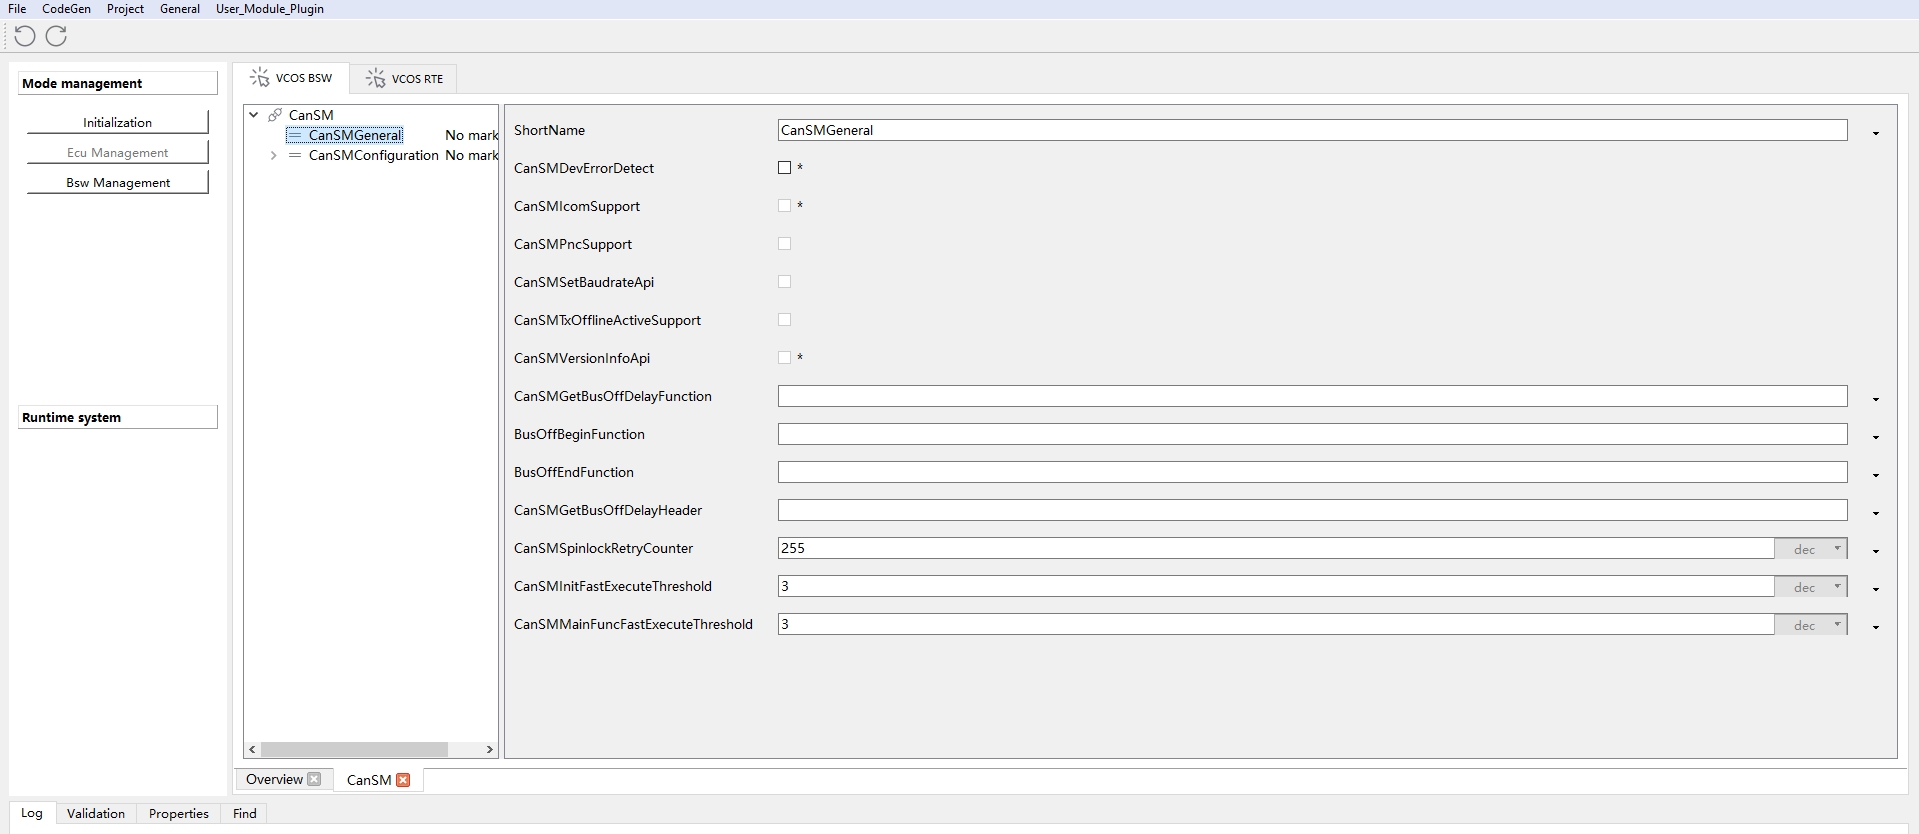 File CodeGen Project General User_Module_Plugin
Mode management
Initialization
Ecu Management
Bsw Management
Runtime system
VCOS BSW VCOS RTE
CanSM
CanSMGeneral No mark
CanSMConfiguration No mark
ShortName CanSMGeneral
CanSMDevErrorDetect *
CanSMIcomSupport *
CanSMPncSupport
CanSMSetBaudrateApi
CanSMTxOfflineActiveSupport
CanSMVersionInfoApi *
CanSMGetBusOffDelayFunction
BusOffBeginFunction
BusOffEndFunction
CanSMGetBusOffDelayHeader
CanSMSpinlockRetryCounter 255 dec
CanSMInitFastExecuteThreshold 3 dec
CanSMMainFuncFastExecuteThreshold 3 dec
Overview CanSM
Log Validation Properties Find